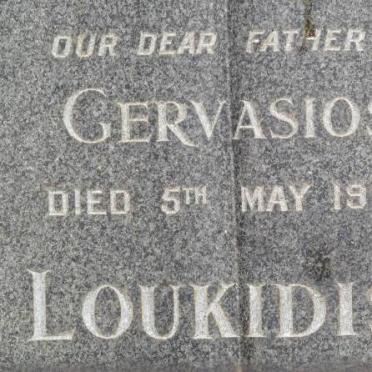 OUR DEAR FATHER
GERVASIOS
DIED 5TH MAY 19
LOUKIDIS